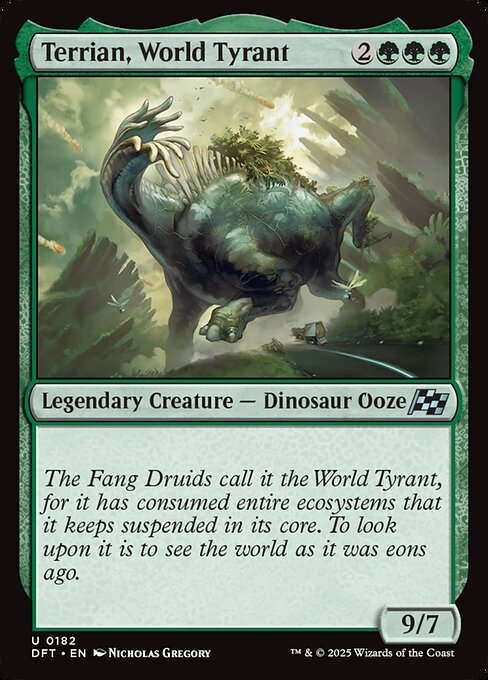 Terrian, World Tyrant 2
Legendary Creature — Dinosaur Ooze
The Fang Druids call it the World Tyrant,
for it has consumed entire ecosystems that
it keeps suspended in its core. To look
upon it is to see the world as it was eons
ago.
9/7
U 0182
DFT • EN Nicholas Gregory
™ & © 2025 Wizards of the Coast